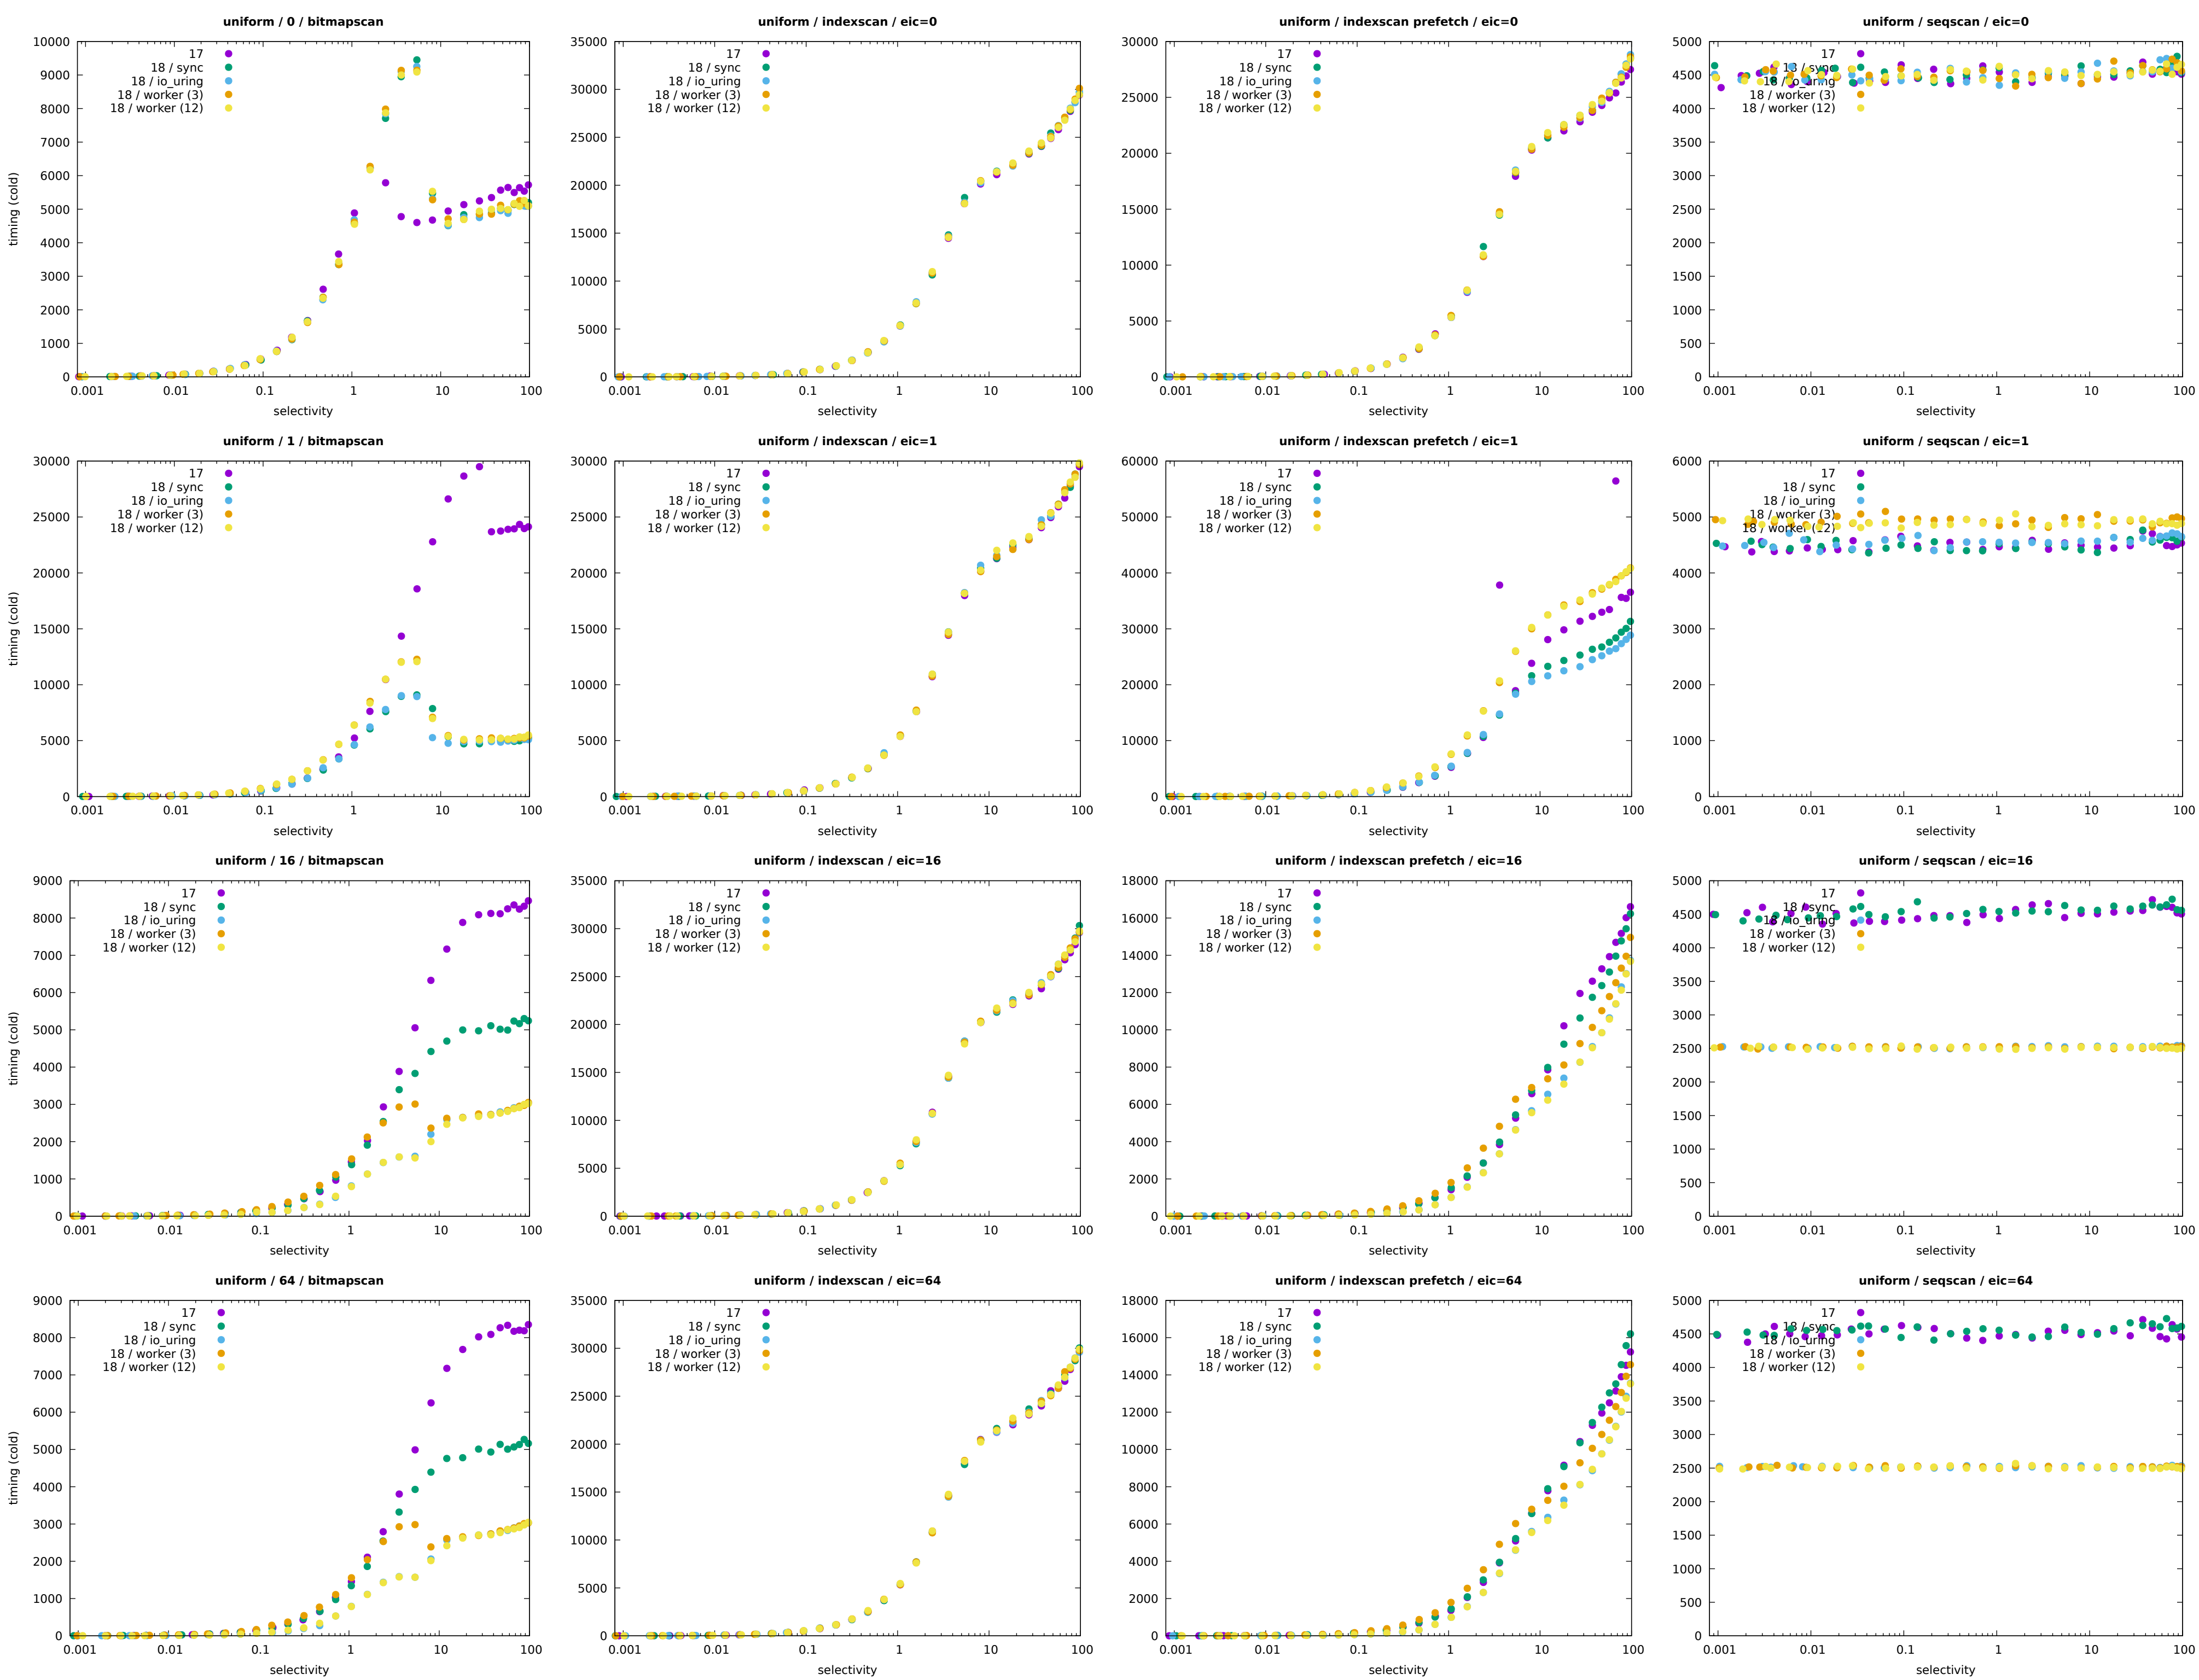 uniform / 0 / bitmapscan
17
18 / sync
18 / io_uring
18 / worker (3)
18 / worker (12)
timing (cold)
10000
9000
8000
7000
6000
5000
4000
3000
2000
1000
0
0.001 0.01 0.1 1 10 100
selectivity
uniform / indexscan / eic=0
17
18 / sync
18 / io_uring
18 / worker (3)
18 / worker (12)
35000
30000
25000
20000
15000
10000
5000
0
0.001 0.01 0.1 1 10 100
selectivity
uniform / indexscan prefetch / eic=0
17
18 / sync
18 / io_uring
18 / worker (3)
18 / worker (12)
30000
25000
20000
15000
10000
5000
0
0.001 0.01 0.1 1 10 100
selectivity
uniform / seqscan / eic=0
17
18 / sync
18 / io_uring
18 / worker (3)
18 / worker (12)
5000
4500
4000
3500
3000
2500
2000
1500
1000
500
0
0.001 0.01 0.1 1 10 100
selectivity
uniform / 1 / bitmapscan
17
18 / sync
18 / io_uring
18 / worker (3)
18 / worker (12)
timing (cold)
30000
25000
20000
15000
10000
5000
0
0.001 0.01 0.1 1 10 100
selectivity
uniform / indexscan / eic=1
17
18 / sync
18 / io_uring
18 / worker (3)
18 / worker (12)
30000
25000
20000
15000
10000
5000
0
0.001 0.01 0.1 1 10 100
selectivity
uniform / indexscan prefetch / eic=1
17
18 / sync
18 / io_uring
18 / worker (3)
18 / worker (12)
60000
50000
40000
30000
20000
10000
0
0.001 0.01 0.1 1 10 100
selectivity
uniform / seqscan / eic=1
17
18 / sync
18 / io_uring
18 / worker (3)
18 / worker (12)
6000
5000
4000
3000
2000
1000
0
0.001 0.01 0.1 1 10 100
selectivity
uniform / 16 / bitmapscan
17
18 / sync
18 / io_uring
18 / worker (3)
18 / worker (12)
timing (cold)
9000
8000
7000
6000
5000
4000
3000
2000
1000
0
0.001 0.01 0.1 1 10 100
selectivity
uniform / indexscan / eic=16
17
18 / sync
18 / io_uring
18 / worker (3)
18 / worker (12)
35000
30000
25000
20000
15000
10000
5000
0
0.001 0.01 0.1 1 10 100
selectivity
uniform / indexscan prefetch / eic=16
17
18 / sync
18 / io_uring
18 / worker (3)
18 / worker (12)
18000
16000
14000
12000
10000
8000
6000
4000
2000
0
0.001 0.01 0.1 1 10 100
selectivity
uniform / seqscan / eic=16
17
18 / sync
18 / io_uring
18 / worker (3)
18 / worker (12)
5000
4500
4000
3500
3000
2500
2000
1500
1000
500
0
0.001 0.01 0.1 1 10 100
selectivity
uniform / 64 / bitmapscan
17
18 / sync
18 / io_uring
18 / worker (3)
18 / worker (12)
timing (cold)
9000
8000
7000
6000
5000
4000
3000
2000
1000
0
0.001 0.01 0.1 1 10 100
selectivity
uniform / indexscan / eic=64
17
18 / sync
18 / io_uring
18 / worker (3)
18 / worker (12)
35000
30000
25000
20000
15000
10000
5000
0
0.001 0.01 0.1 1 10 100
selectivity
uniform / indexscan prefetch / eic=64
17
18 / sync
18 / io_uring
18 / worker (3)
18 / worker (12)
18000
16000
14000
12000
10000
8000
6000
4000
2000
0
0.001 0.01 0.1 1 10 100
selectivity
uniform / seqscan / eic=64
17
18 / sync
18 / io_uring
18 / worker (3)
18 / worker (12)
5000
4500
4000
3500
3000
2500
2000
1500
1000
500
0
0.001 0.01 0.1 1 10 100
selectivity